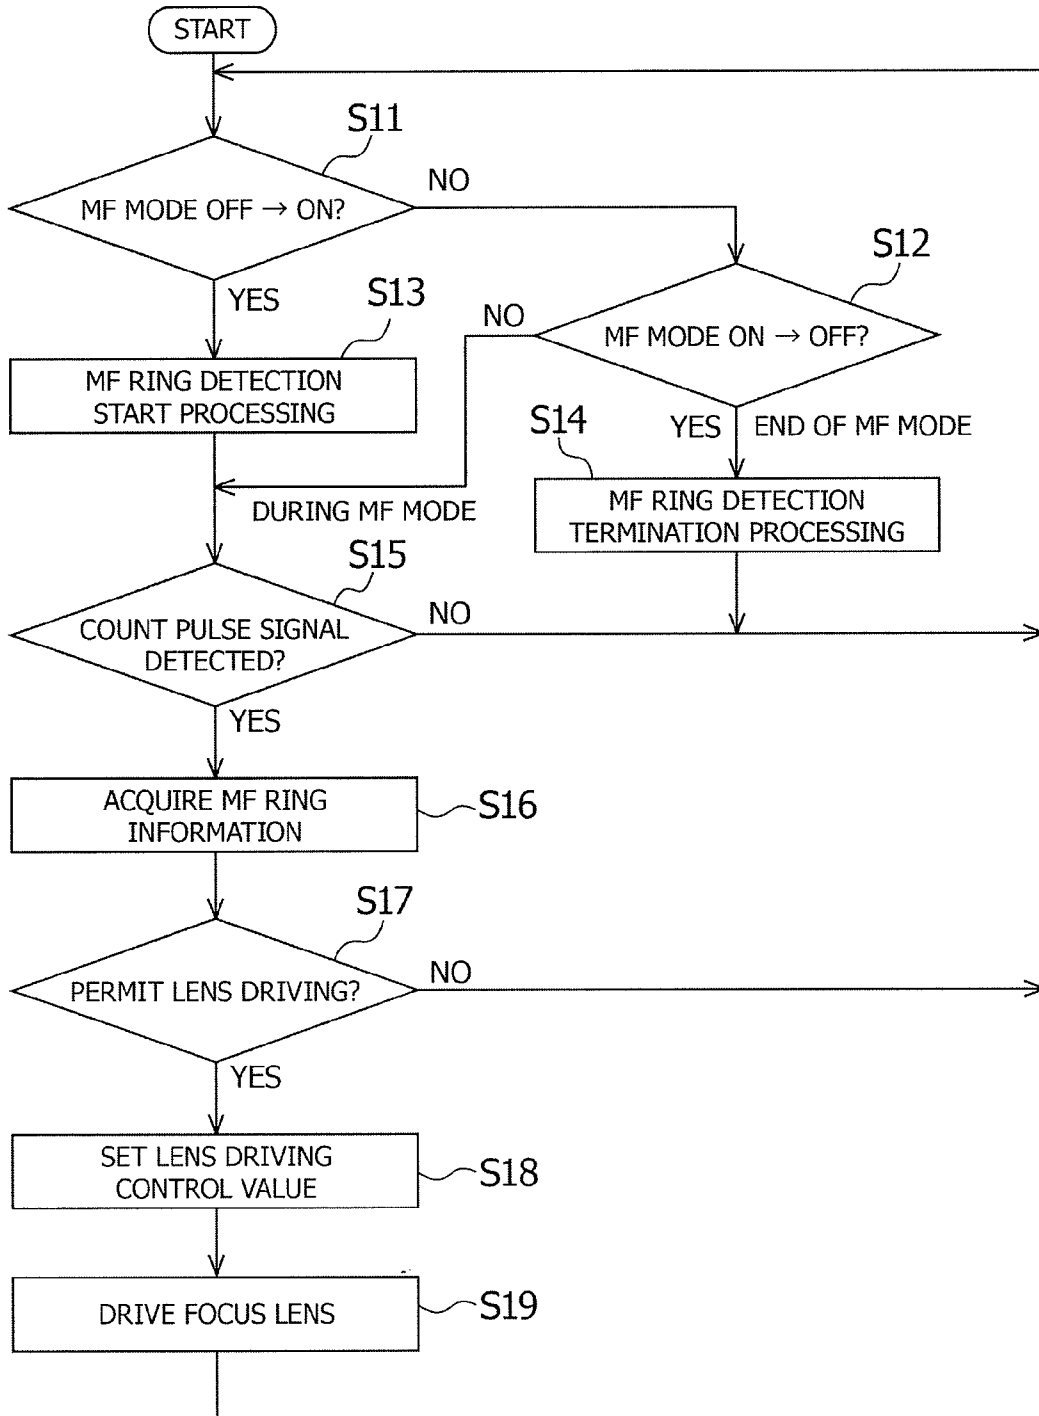 START
S11
MF MODE OFF → ON?
NO
YES
S12
MF MODE ON → OFF?
NO
YES
END OF MF MODE
S13
MF RING DETECTION
START PROCESSING
S14
MF RING DETECTION
TERMINATION PROCESSING
DURING MF MODE
S15
COUNT PULSE SIGNAL
DETECTED?
NO
YES
ACQUIRE MF RING
INFORMATION
S16
S17
PERMIT LENS DRIVING?
NO
YES
SET LENS DRIVING
CONTROL VALUE
S18
DRIVE FOCUS LENS
S19